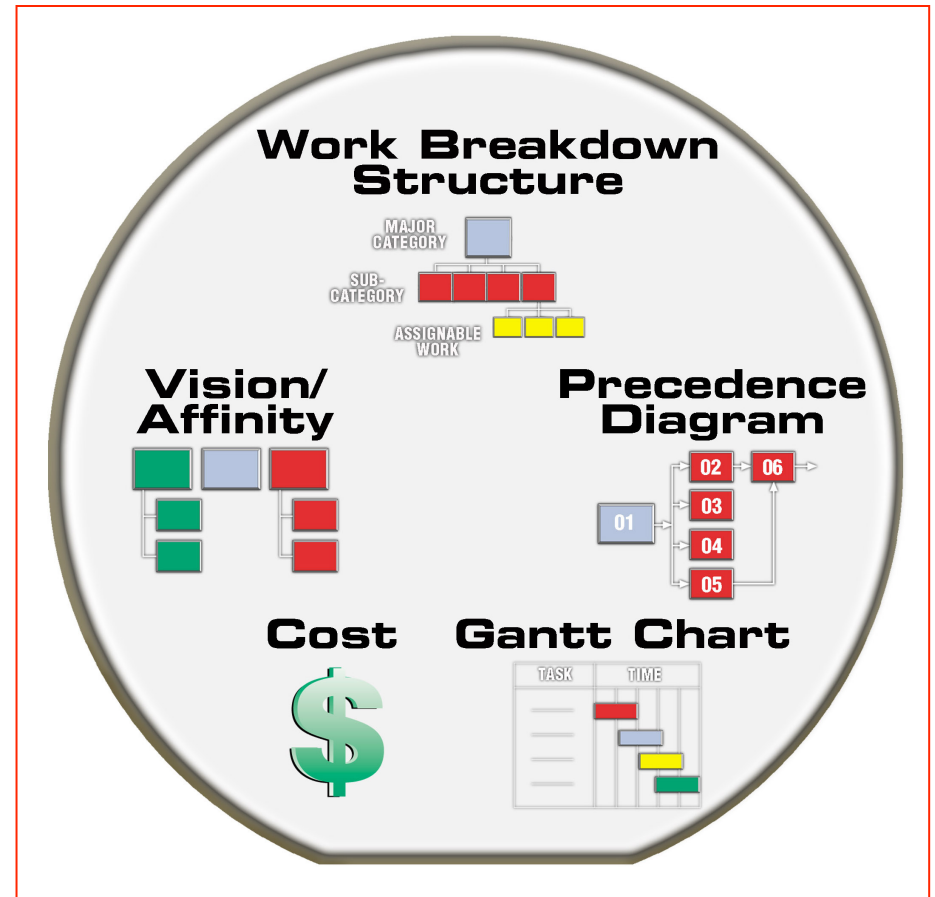 Work Breakdown
Structure
MAJOR
CATEGORY
SUB-
CATEGORY
ASSIGNABLE
WORK
Vision/
Affinity
Precedence
Diagram
01
02
06
03
04
05
Cost
$
Gantt Chart
TASK
TIME